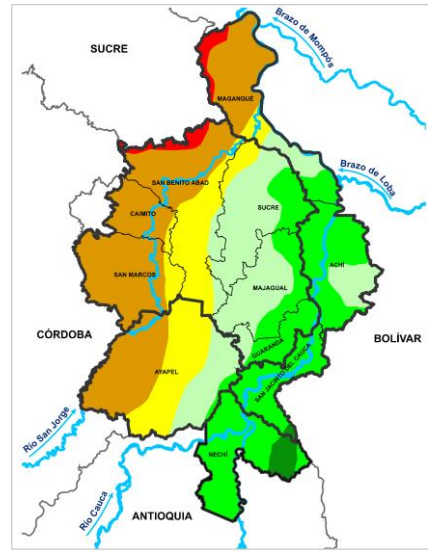 SUCRE
Brazo de Mompós
MAGANGUÉ
Brazo de Loba
SAN BENITO ABAD
CAIMITO
SUCRE
ACHÍ
SAN MARCOS
MAJAGUAL
CÓRDOBA
BOLÍVAR
GUARANDA
AYAPEL
SAN JACINTO DEL CAUCA
Río San Jorge
NECHÍ
Río Cauca
ANTIOQUIA